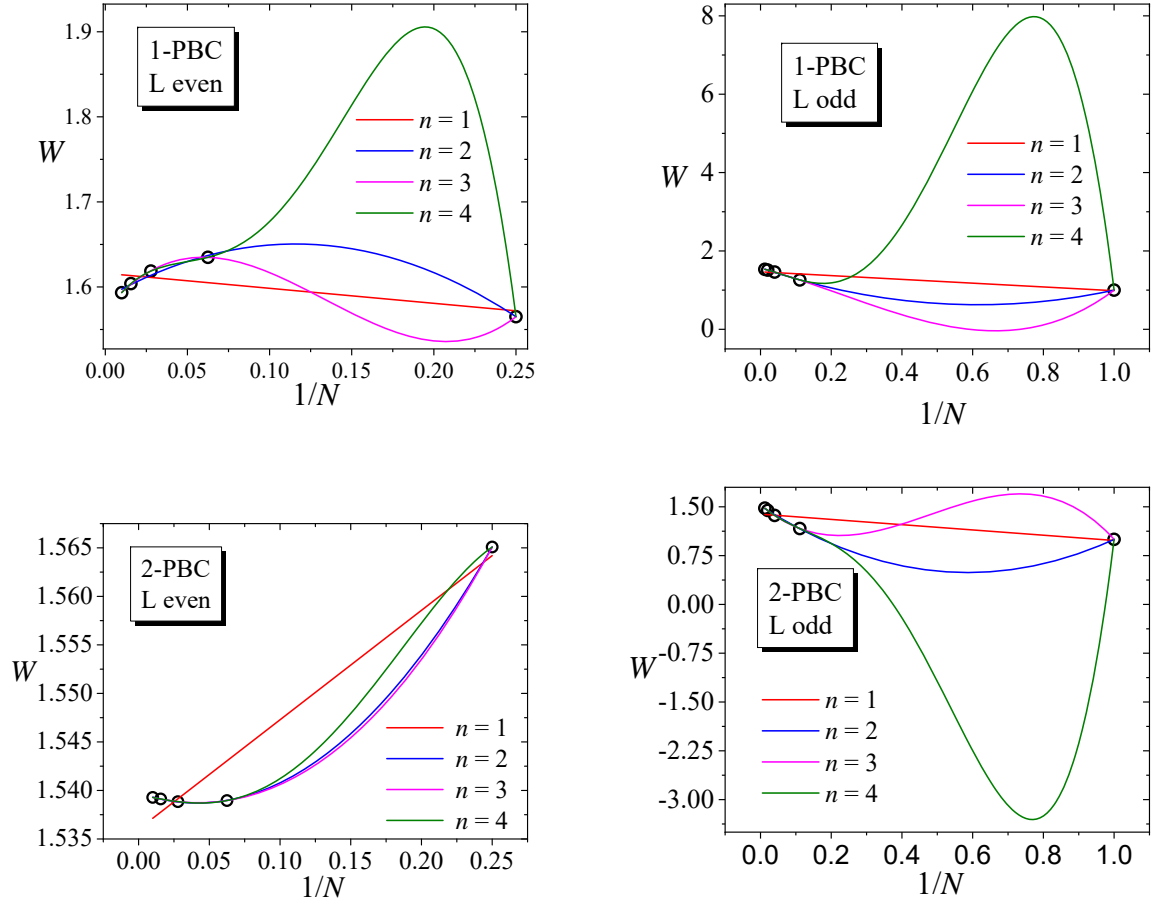 1.9
1.8
1.7
1.6
W
1-PBC
L even
n = 1
n = 2
n = 3
n = 4
0.00 0.05 0.10 0.15 0.20 0.25
1/N
8
6
4
2
0
W
1-PBC
L odd
n = 1
n = 2
n = 3
n = 4
0.0 0.2 0.4 0.6 0.8 1.0
1/N
1.565
1.560
1.555
1.550
1.545
1.540
1.535
W
2-PBC
L even
n = 1
n = 2
n = 3
n = 4
0.00 0.05 0.10 0.15 0.20 0.25
1/N
1.50
0.75
0.00
-0.75
-1.50
-2.25
-3.00
W
2-PBC
L odd
n = 1
n = 2
n = 3
n = 4
0.0 0.2 0.4 0.6 0.8 1.0
1/N